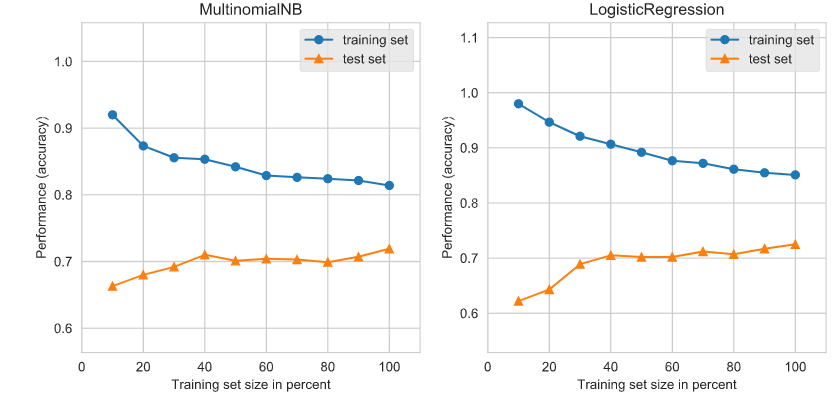 MultinomialNB
training set
test set
Performance (accuracy)
1.0
0.9
0.8
0.7
0.6
0 20 40 60 80 100
Training set size in percent
LogisticRegression
training set
test set
Performance (accuracy)
1.1
1.0
0.9
0.8
0.7
0.6
0 20 40 60 80 100
Training set size in percent